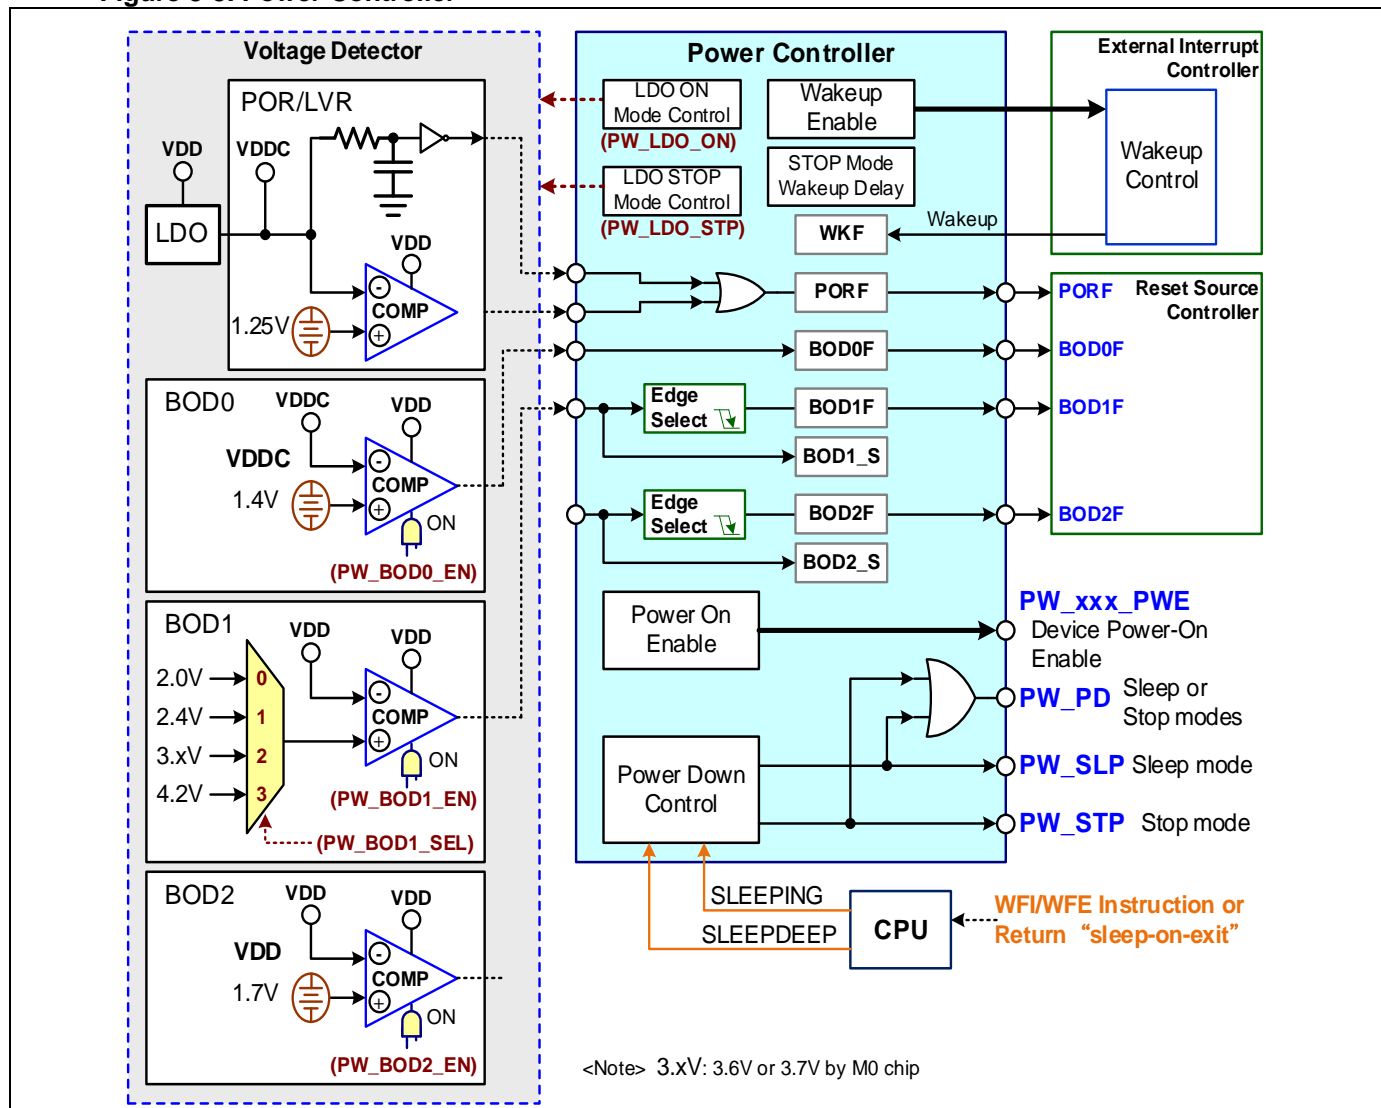 Figure
Power Controller
Voltage Detector
POR/LVR
VDD
VDDC
LDO
VDD
COMP
1.25V
BOD0
VDDC
VDD
VDDC
1.4V
COMP
ON
(PW_BOD0_EN)
BOD1
VDD
VDD
2.0V
0
2.4V
1
3.xV
2
4.2V
3
COMP
ON
(PW_BOD1_EN)
(PW_BOD1_SEL)
BOD2
VDD
VDD
VDD
1.7V
COMP
ON
(PW_BOD2_EN)
Power Controller
LDO ON
Mode Control
(PW_LDO_ON)
LDO STOP
Mode Control
(PW_LDO_STP)
Wakeup
Enable
STOP Mode
Wakeup Delay
WKF
Wakeup
PORF
BOD0F
Edge
Select
BOD1F
BOD1_S
Edge
Select
BOD2F
BOD2_S
Power On
Enable
Power Down
Control
External Interrupt
Controller
Wakeup
Control
Reset Source
Controller
PORF
BOD0F
BOD1F
BOD2F
PW_xxx_PWE
Device Power-On
Enable
PW_PD Sleep or
Stop modes
PW_SLP Sleep mode
PW_STP Stop mode
SLEEPING
SLEEPDEEP
CPU
WFI/WFE Instruction or
Return “sleep-on-exit”
<Note> 3.xV: 3.6V or 3.7V by M0 chip